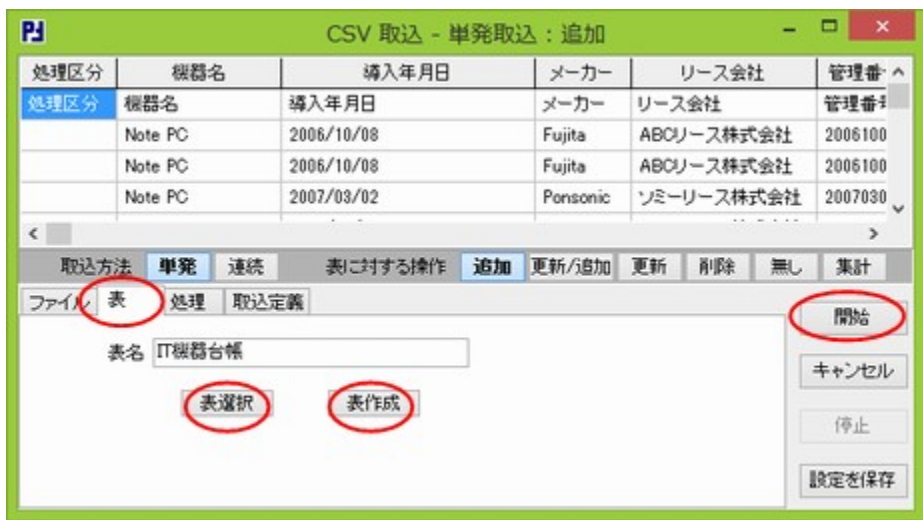 CSV 取込 - 単発取込 : 追加
処理区分 機器名 導入年月日 メーカー リース会社 管理番
処理区分 機器名 導入年月日 メーカー リース会社 管理番
Note PC 2006/10/08 Fujita ABCリース株式会社 2006100
Note PC 2006/10/08 Fujita ABCリース株式会社 2006100
Note PC 2007/03/02 Ponsonic ソミーリース株式会社 2007030
取込方法 単発 連続 表に対する操作 追加 更新/追加 更新 削除 無し 集計
ファイル 表 処理 取込定義
開始
表名 IT機器台帳
キャンセル
表選択 表作成
停止
設定を保存